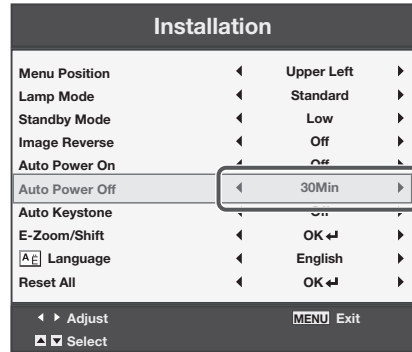 Installation
Menu Position Upper Left
Lamp Mode Standard
Standby Mode Low
Image Reverse Off
Auto Power On Off
Auto Power Off 30Min
Auto Keystone Off
E-Zoom/Shift OK
Language English
Reset All OK
Adjust MENU Exit
Select